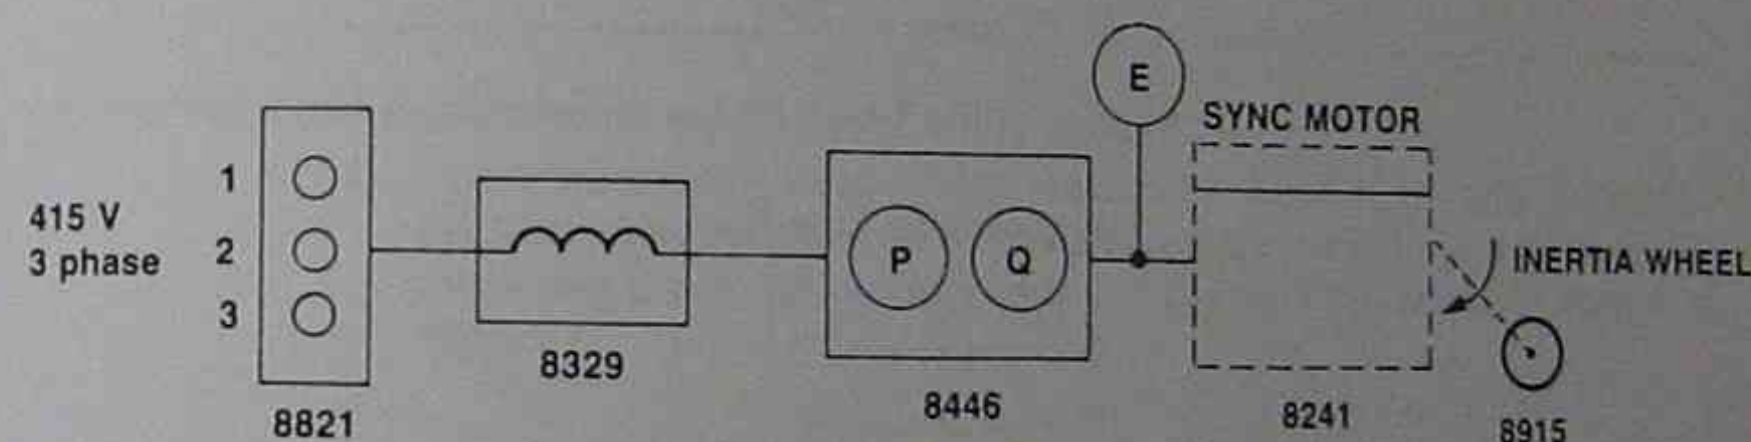 415 V
3 phase
1
2
3
8821
8329
P
Q
8446
E
SYNC MOTOR
8241
INERTIA WHEEL
8915